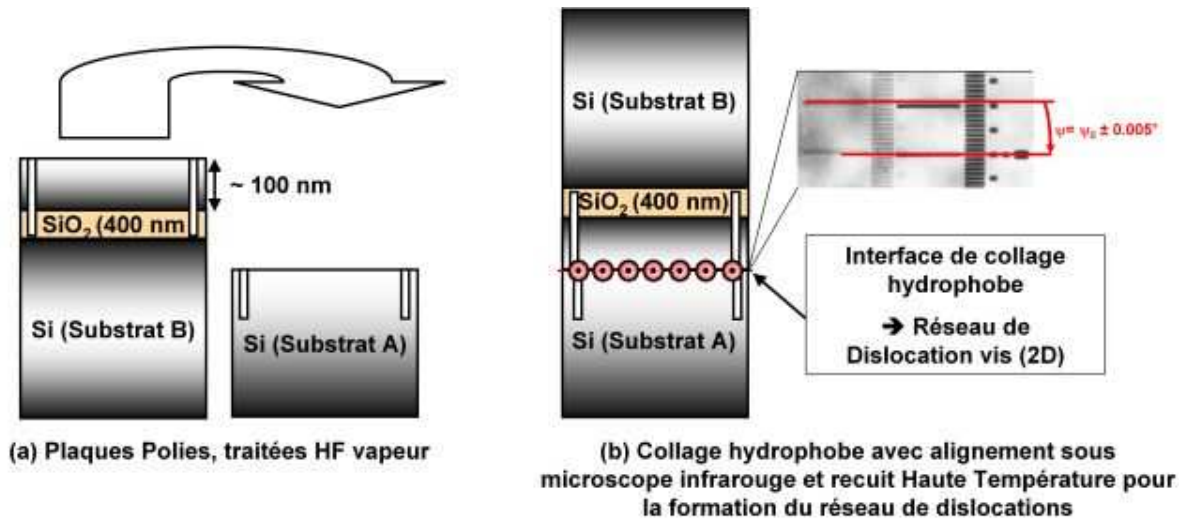 ~ 100 nm
SiO2 (400 nm
Si (Substrat B)
Si (Substrat A)
(a) Plaques Polies, traitées HF vapeur
Si (Substrat B)
SiO2 (400 nm)
Si (Substrat A)
ψ= ψ₀ ± 0.005°
Interface de collage
hydrophobe
➔ Réseau de
Dislocation vis (2D)
(b) Collage hydrophobe avec alignement sous
microscope infrarouge et recuit Haute Température pour
la formation du réseau de dislocations